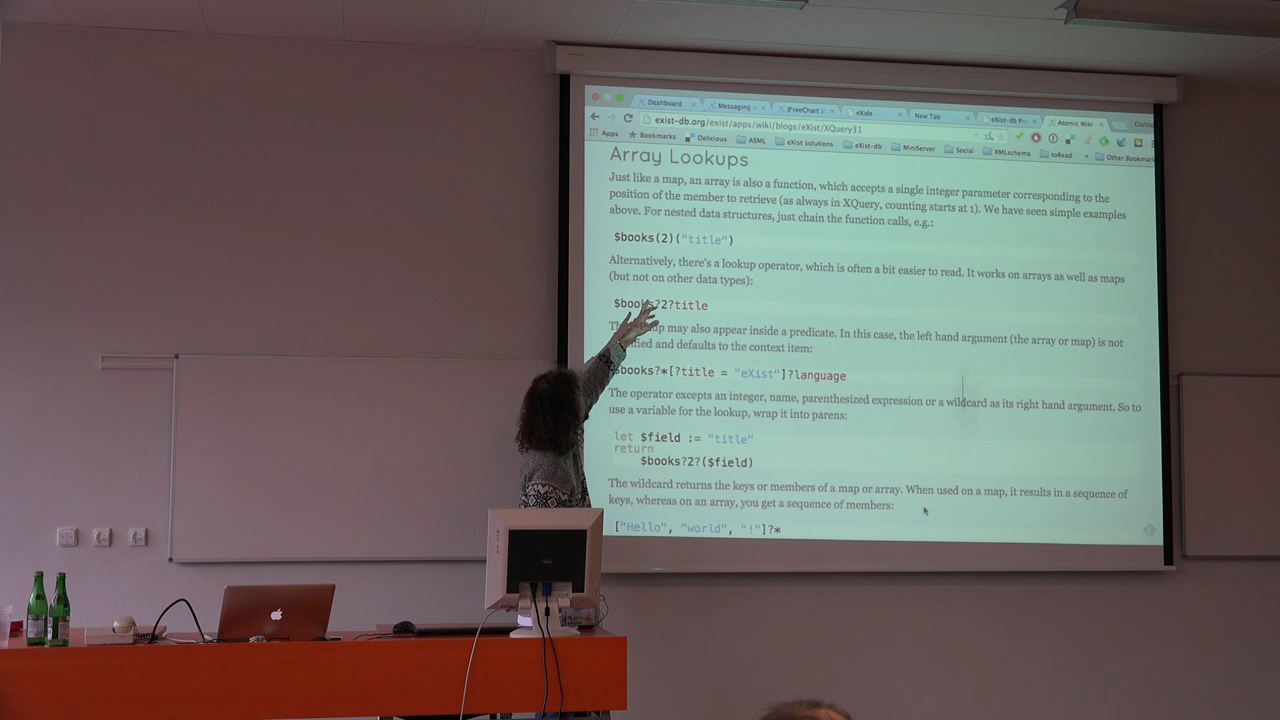 Dashboard
Messaging
JFreeChart
eXide
New Tab
eXist-db
Atomic Wiki
exist-db.org/exist/apps/wiki/blogs/eXist/XQuery31
Apps
Bookmarks
Delicious
ASML
eXist solutions
eXist-db
MiniServer
Social
XMLschema
toRead
»
Other Bookmar
Array Lookups
Just like a map, an array is also a function, which accepts a single integer parameter corresponding to the
position of the member to retrieve (as always in XQuery, counting starts at 1). We have seen simple examples
above. For nested data structures, just chain the function calls, e.g.:
$books(2)("title")
Alternatively, there's a lookup operator, which is often a bit easier to read. It works on arrays as well as maps
(but not on other data types):
$books?2?title
may also appear inside a predicate. In this case, the left hand argument (the array or map) is not
and defaults to the context item:
$books?*[?title = "eXist"]?language
The operator excepts an integer, name, parenthesized expression or a wildcard as its right hand argument. So to
use a variable for the lookup, wrap it into parens:
let $field := "title"
return
$books?2?($field)
The wildcard returns the keys or members of a map or array. When used on a map, it results in a sequence of
keys, whereas on an array, you get a sequence of members:
["Hello", "world", "!"]?*